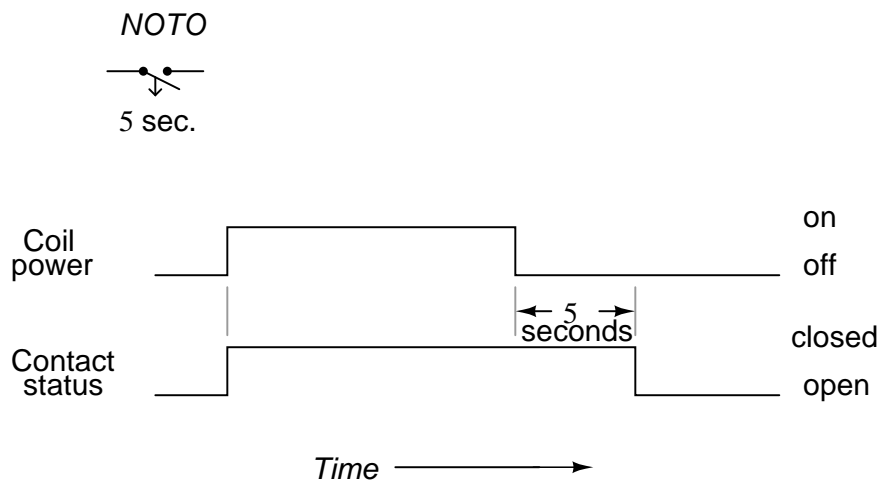 NOTO
5 sec.
on
Coil
power
off
5
seconds
closed
Contact
status
open
Time